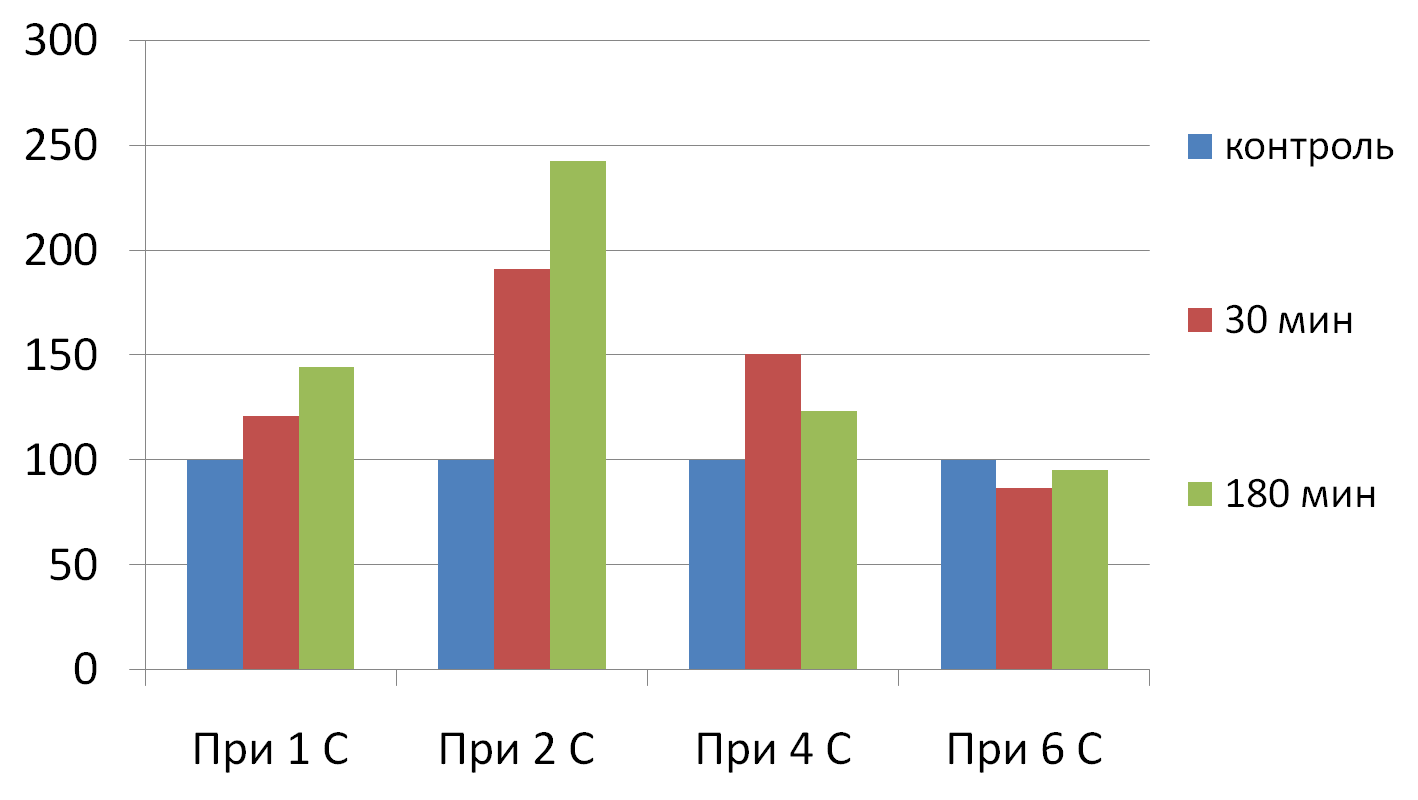 300
250
200
150
100
50
0
При 1 С
При 2 С
При 4 С
При 6 С
контроль
30 мин
180 мин